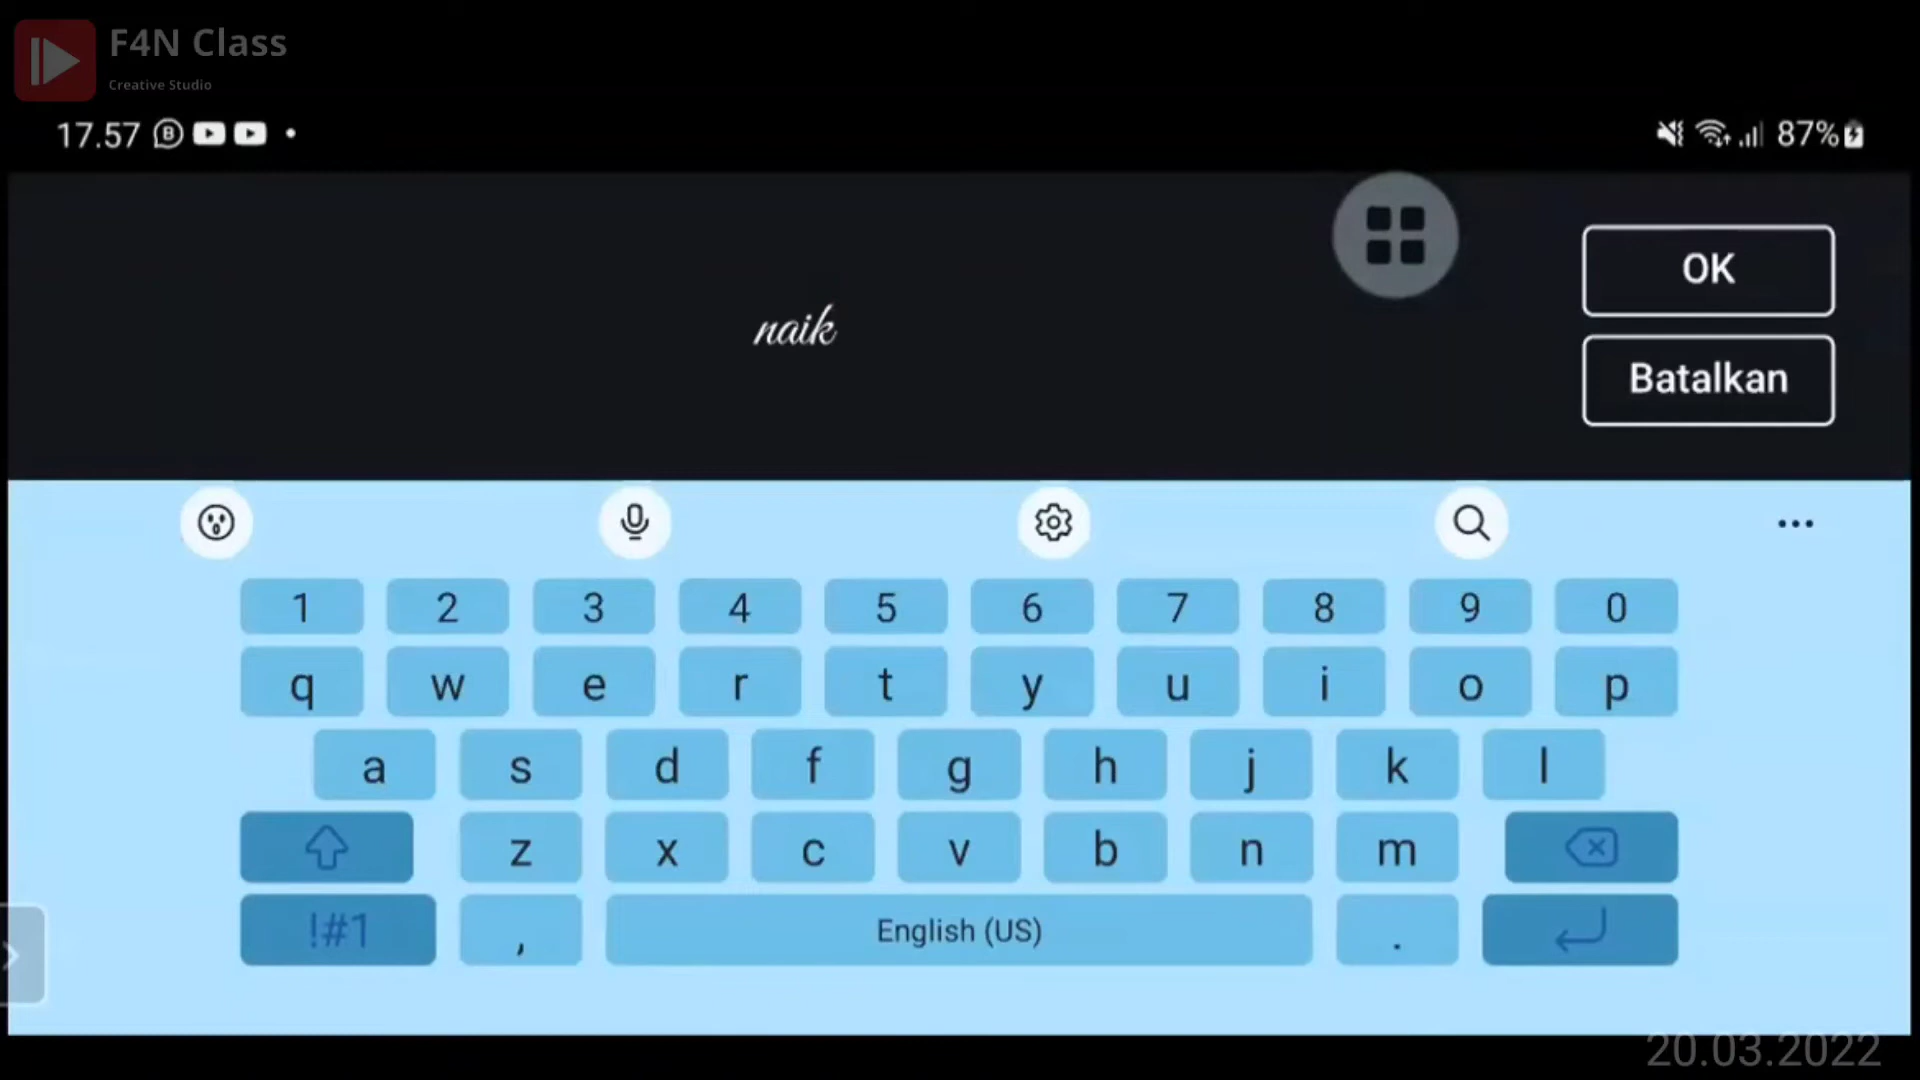 F4N Class
Creative Studio
17.57
87%
OK
naik
Batalkan
1 2 3 4 5 6 7 8 9 0
q w e r t y u i o p
a s d f g h j k l
z x c v b n m
!#1 , English (US) .
20.03.2022